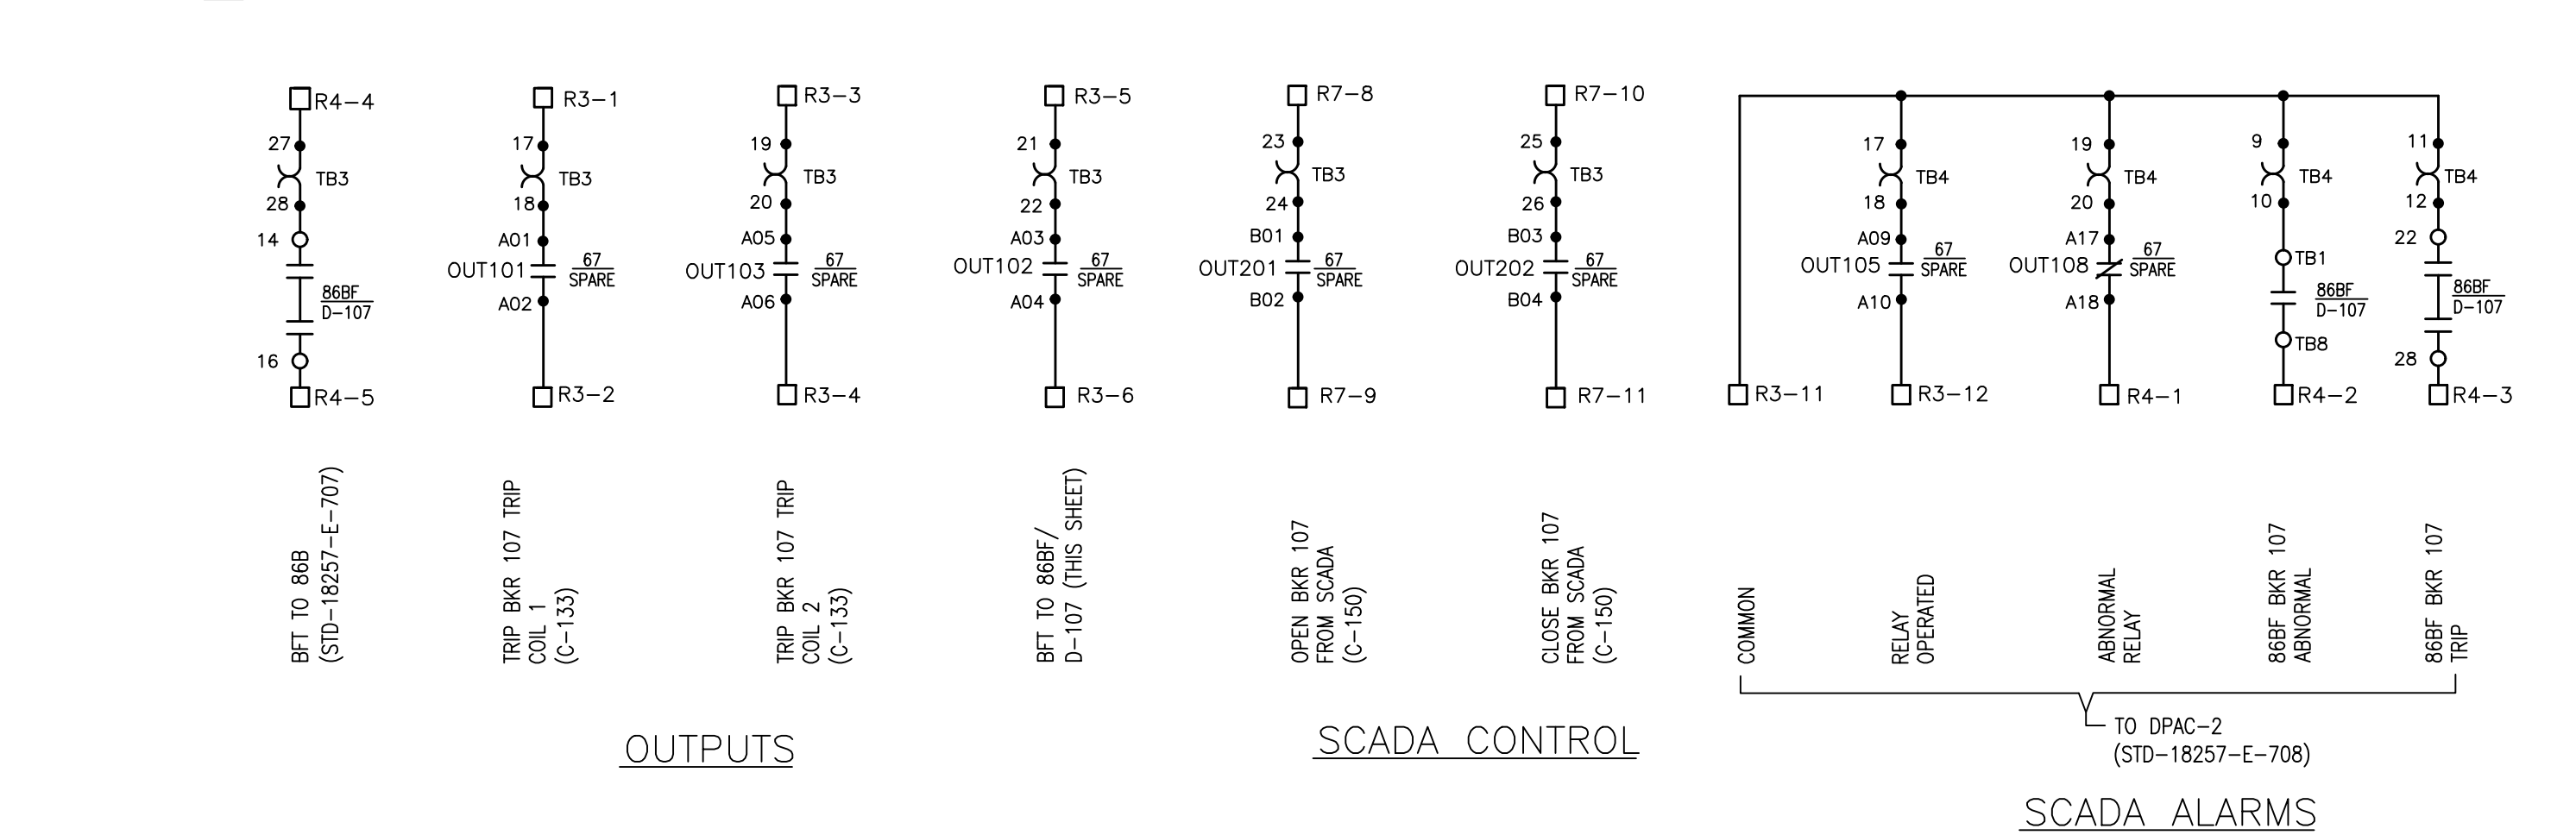 R4-4
27
TB3
28
14
86BF
D-107
16
R4-5
BFT TO 86B
(STD-18257-E-707)
R3-1
17
TB3
18
A01
OUT101
67
SPARE
A02
R3-2
TRIP BKR 107 TRIP
COIL 1
(C-133)
R3-3
19
TB3
20
A05
OUT103
67
SPARE
A06
R3-4
TRIP BKR 107 TRIP
COIL 2
(C-133)
R3-5
21
TB3
22
A03
OUT102
67
SPARE
A04
R3-6
BFT TO 86BF/
D-107 (THIS SHEET)
OUTPUTS
R7-8
23
TB3
24
B01
OUT201
67
SPARE
B02
R7-9
OPEN BKR 107
FROM SCADA
(C-150)
R7-10
25
TB3
26
B03
OUT202
67
SPARE
B04
R7-11
CLOSE BKR 107
FROM SCADA
(C-150)
SCADA CONTROL
R3-11
COMMON
17
TB4
18
A09
OUT105
67
SPARE
A10
R3-12
RELAY
OPERATED
19
TB4
20
A17
OUT108
67
SPARE
A18
R4-1
ABNORMAL
RELAY
9
TB4
10
TB1
86BF
D-107
TB8
R4-2
86BF BKR 107
ABNORMAL
11
TB4
12
22
86BF
D-107
28
R4-3
86BF BKR 107
TRIP
TO DPAC-2
(STD-18257-E-708)
SCADA ALARMS